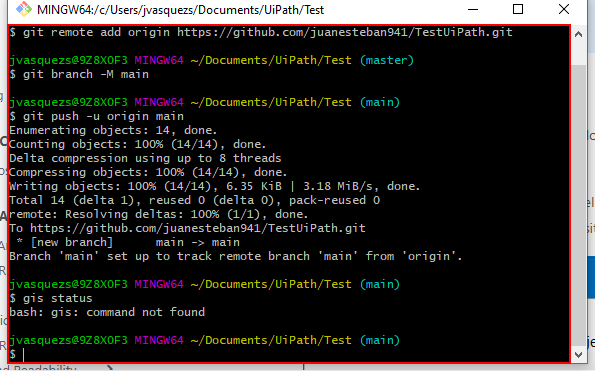 MINGW64:/c/Users/jvasquezs/Documents/UiPath/Test
$ git remote add origin https://github.com/juanesteban941/TestUiPath.git
jvasquezs@9Z8XOF3 MINGW64 ~/Documents/UiPath/Test (master)
$ git branch -M main
jvasquezs@9Z8XOF3 MINGW64 ~/Documents/UiPath/Test (main)
$ git push -u origin main
Enumerating objects: 14, done.
Counting objects: 100% (14/14), done.
Delta compression using up to 8 threads
Compressing objects: 100% (14/14), done.
Writing objects: 100% (14/14), 6.35 KiB | 3.18 MiB/s, done.
Total 14 (delta 1), reused 0 (delta 0), pack-reused 0
remote: Resolving deltas: 100% (1/1), done.
To https://github.com/juanesteban941/TestUiPath.git
 * [new branch]      main -> main
Branch 'main' set up to track remote branch 'main' from 'origin'.
jvasquezs@9Z8XOF3 MINGW64 ~/Documents/UiPath/Test (main)
$ gis status
bash: gis: command not found
jvasquezs@9Z8XOF3 MINGW64 ~/Documents/UiPath/Test (main)
$